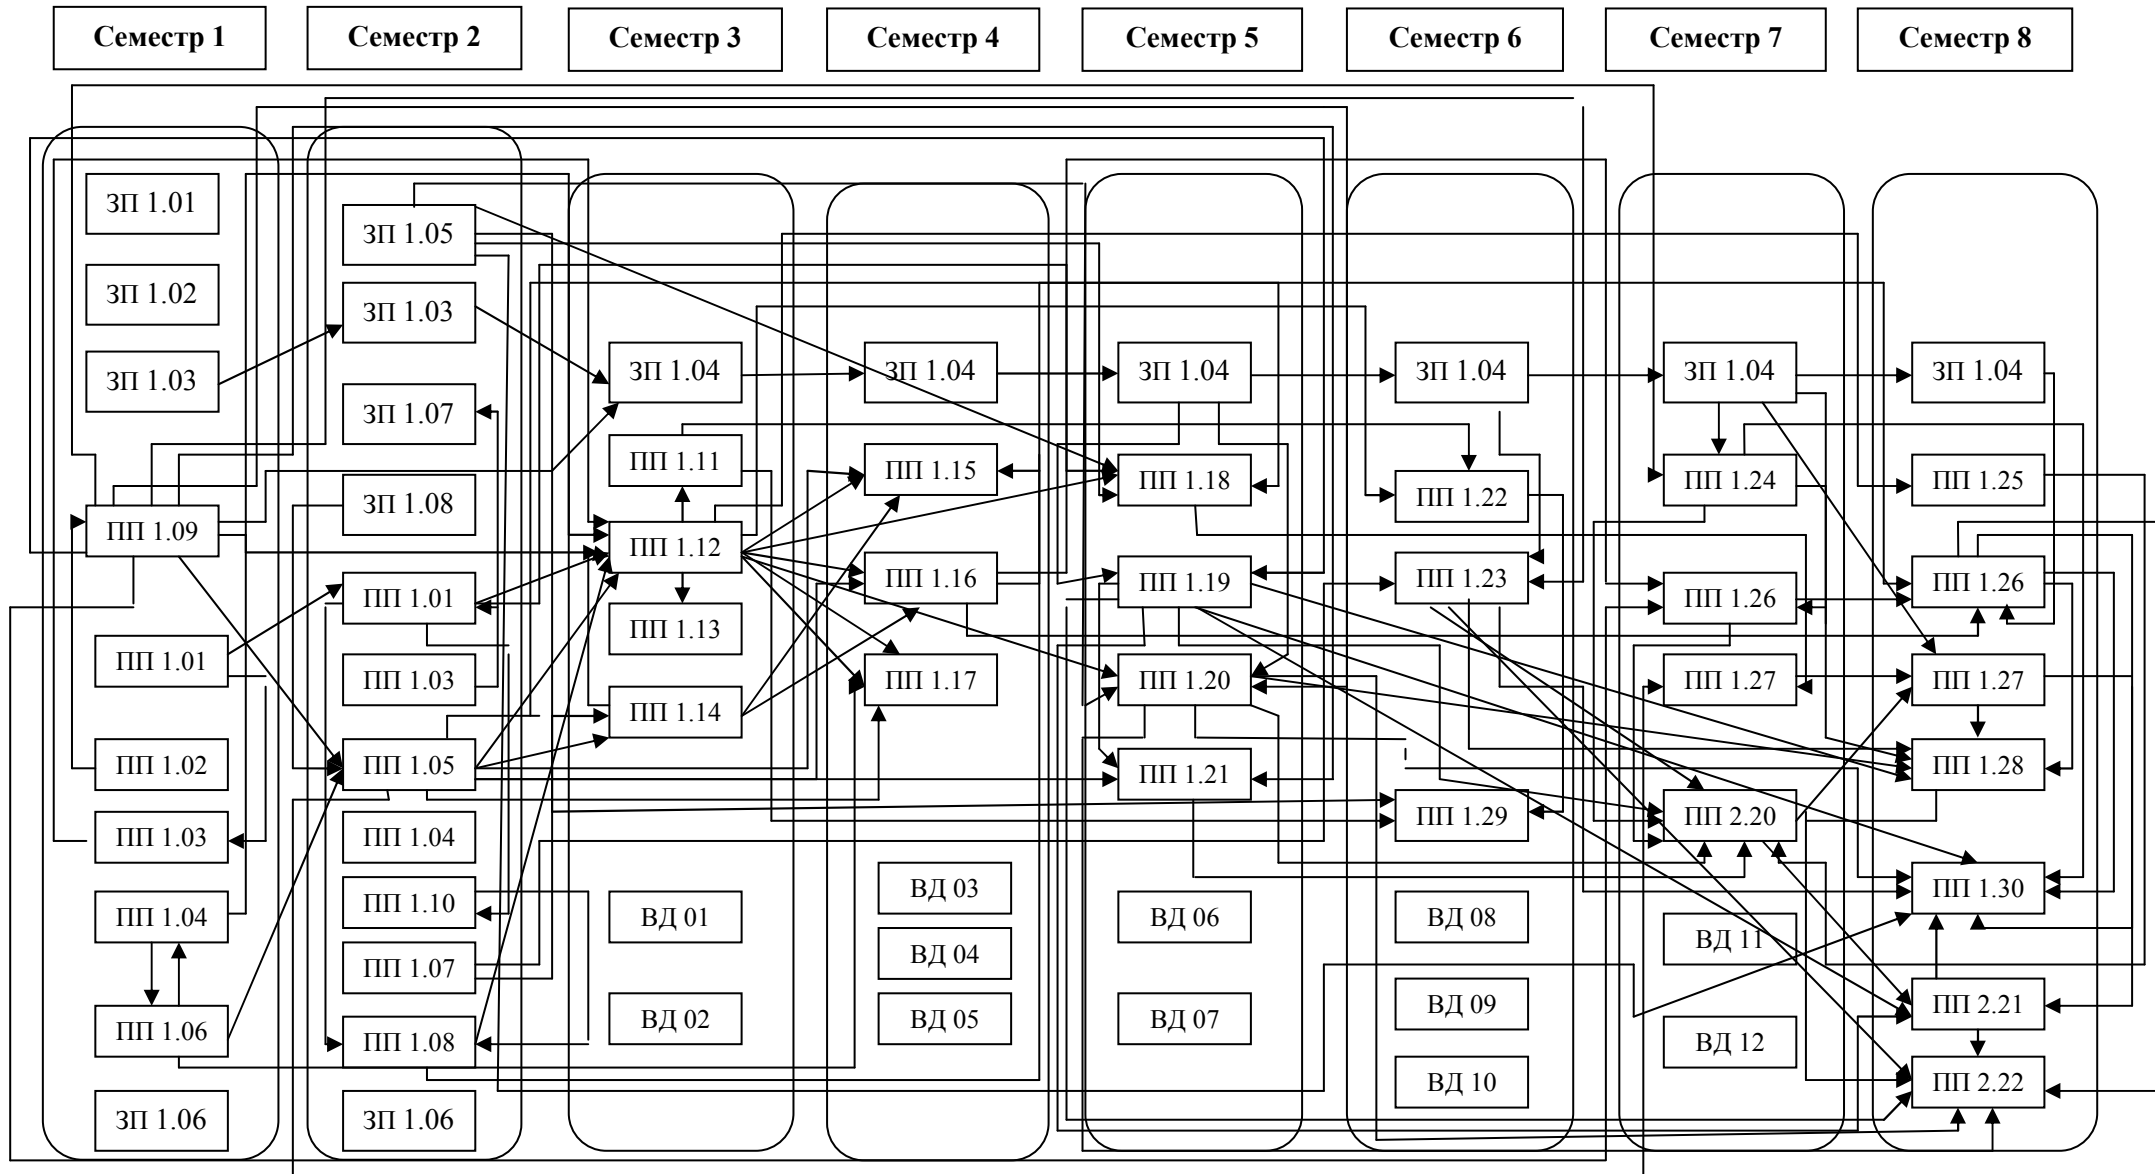 Семестр 1
Семестр 2
Семестр 3
Семестр 4
Семестр 5
Семестр 6
Семестр 7
Семестр 8
ЗП 1.01
ЗП 1.02
ЗП 1.03
ПП 1.09
ПП 1.01
ПП 1.02
ПП 1.03
ПП 1.04
ПП 1.06
ЗП 1.06
ЗП 1.05
ЗП 1.03
ЗП 1.07
ЗП 1.08
ПП 1.01
ПП 1.03
ПП 1.05
ПП 1.04
ПП 1.10
ПП 1.07
ПП 1.08
ЗП 1.06
ЗП 1.04
ПП 1.11
ПП 1.12
ПП 1.13
ПП 1.14
ВД 01
ВД 02
ЗП 1.04
ПП 1.15
ПП 1.16
ПП 1.17
ВД 03
ВД 04
ВД 05
ЗП 1.04
ПП 1.18
ПП 1.19
ПП 1.20
ПП 1.21
ВД 06
ВД 07
ЗП 1.04
ПП 1.22
ПП 1.23
ПП 1.29
ВД 08
ВД 09
ВД 10
ЗП 1.04
ПП 1.24
ПП 1.26
ПП 1.27
ПП 2.20
ВД 11
ВД 12
ЗП 1.04
ПП 1.25
ПП 1.26
ПП 1.27
ПП 1.28
ПП 1.30
ПП 2.21
ПП 2.22